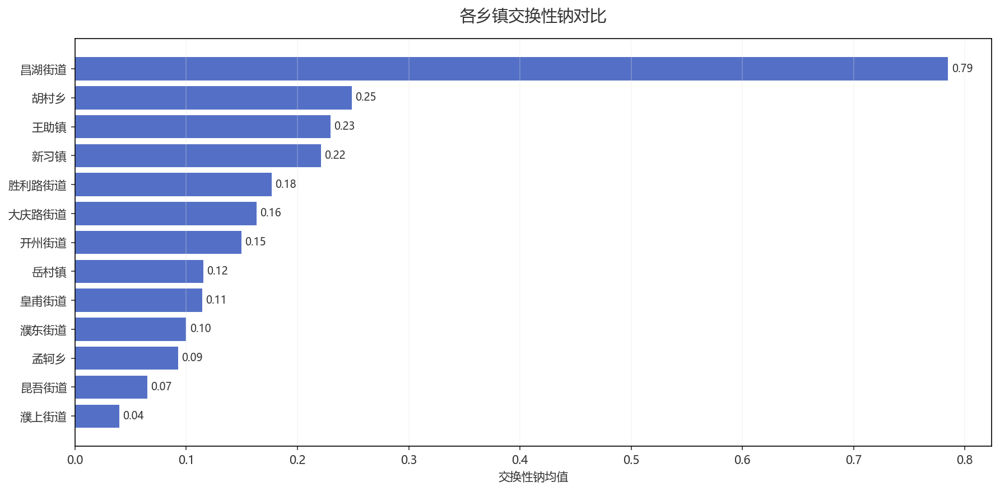 各乡镇交换性钠对比
昌湖街道 0.79
胡村乡 0.25
王助镇 0.23
新习镇 0.22
胜利路街道 0.18
大庆路街道 0.16
开州街道 0.15
岳村镇 0.12
皇甫街道 0.11
濮东街道 0.10
孟轲乡 0.09
昆吾街道 0.07
濮上街道 0.04
0.0 0.1 0.2 0.3 0.4 0.5 0.6 0.7 0.8
交换性钠均值